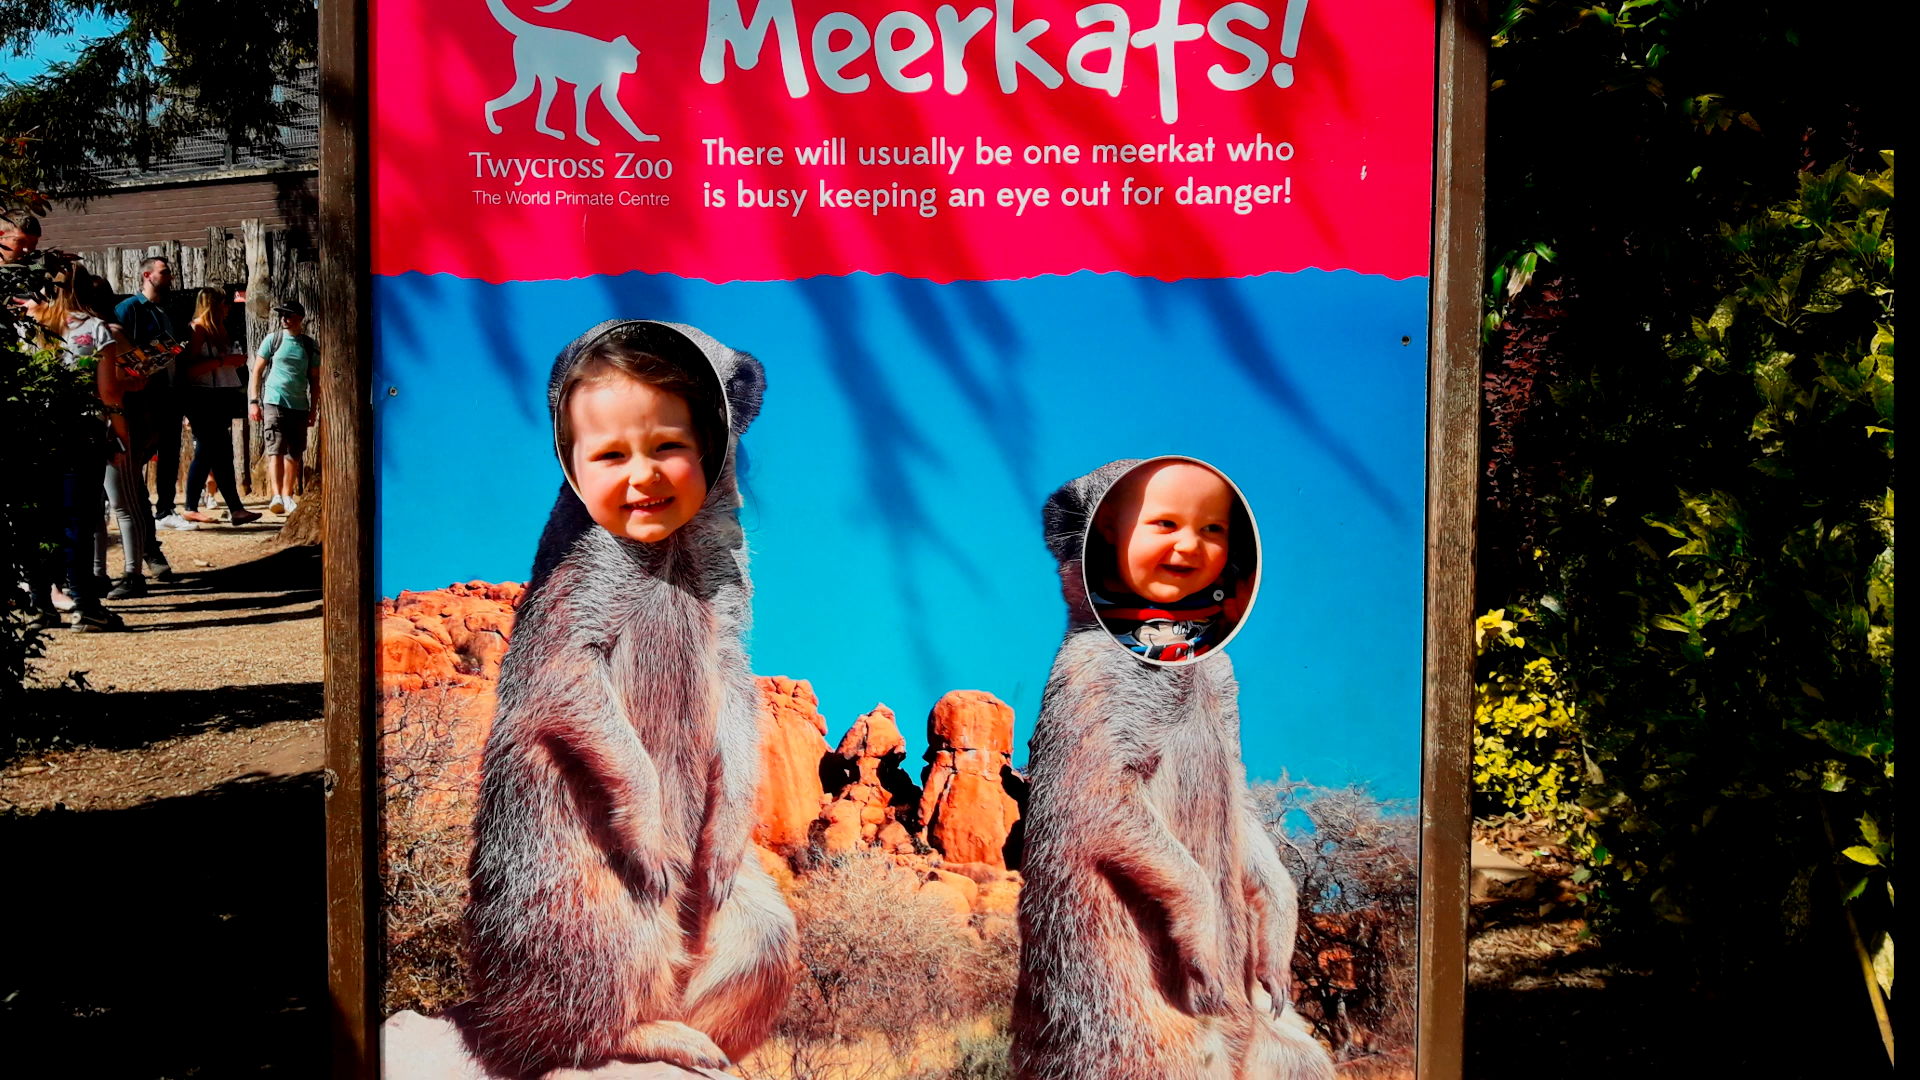 Meerkats!
There will usually be one meerkat who
is busy keeping an eye out for danger!
Twycross Zoo
The World Primate Centre